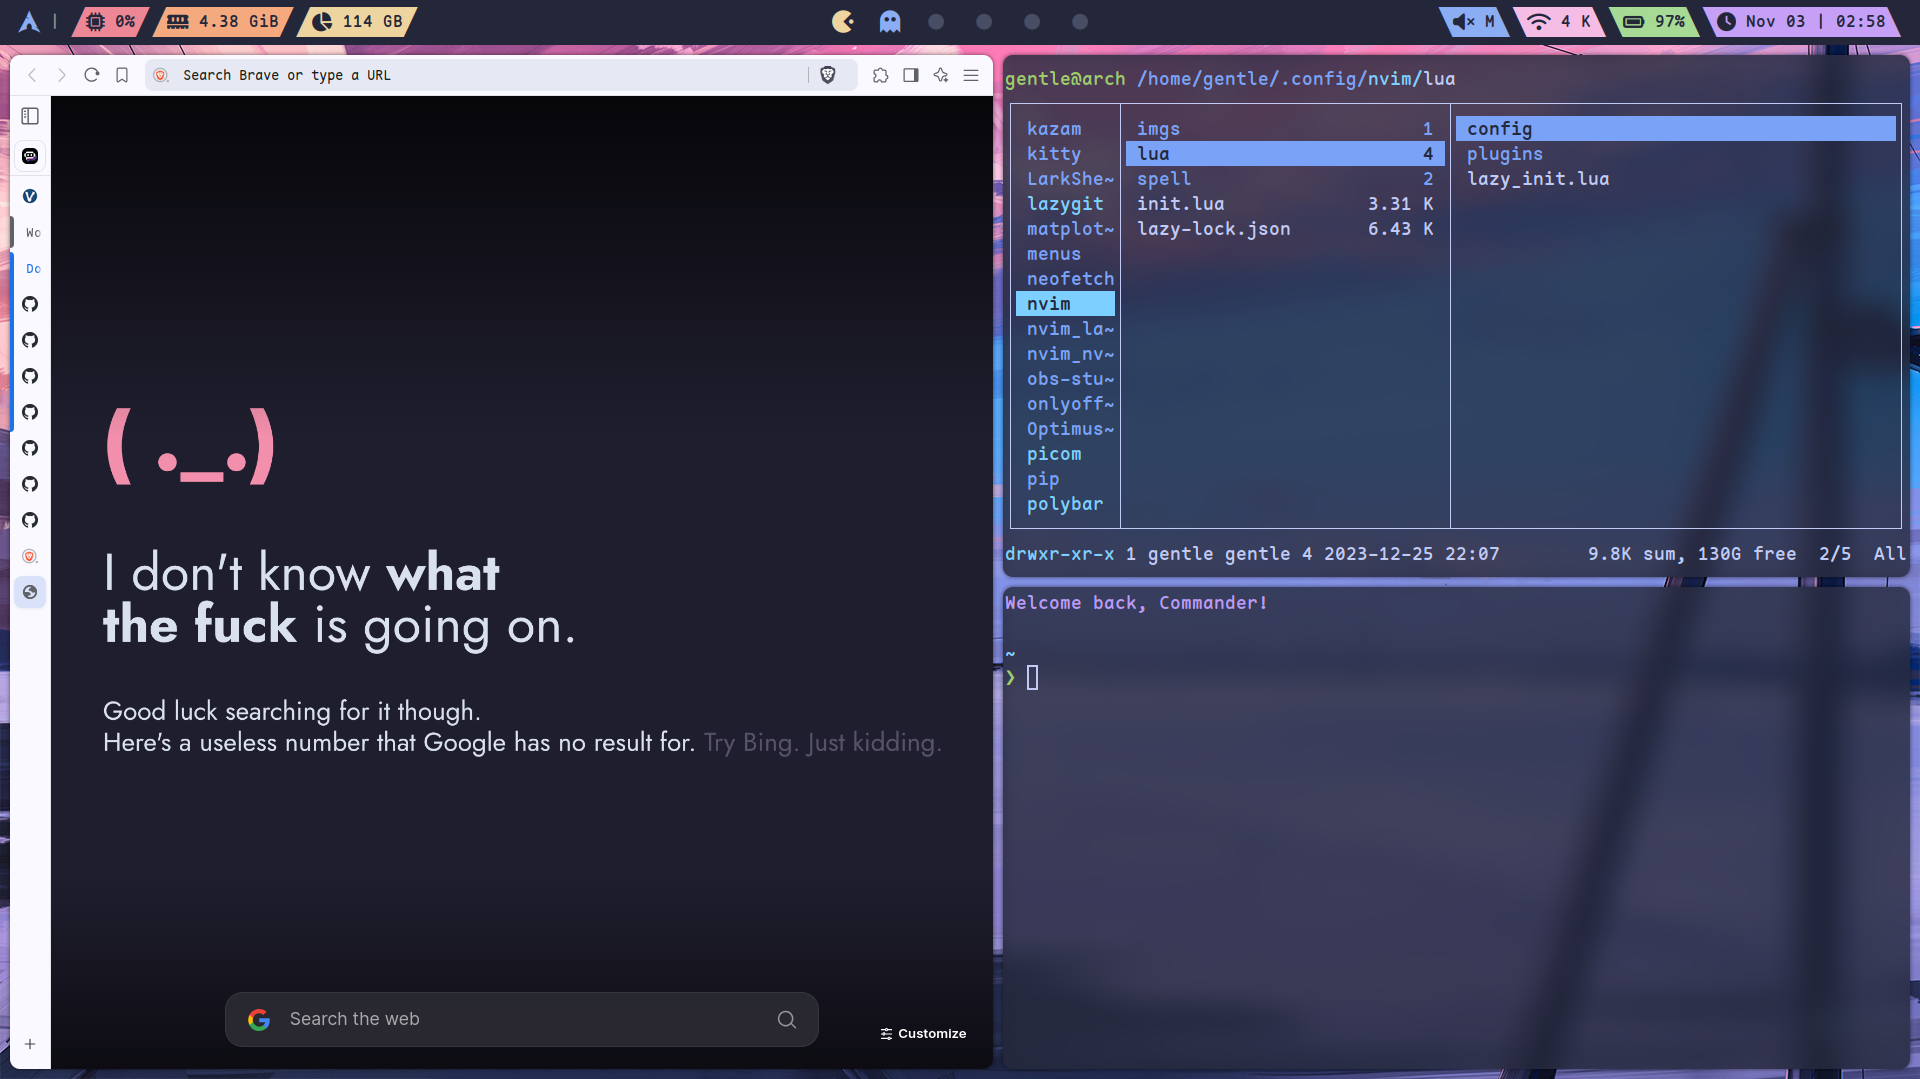 0%
4.38 GiB
114 GB
M
4 K
97%
Nov 03 | 02:58
Search Brave or type a URL
Wo
Do
( ._.)
I don't know what
the fuck is going on.
Good luck searching for it though.
Here's a useless number that Google has no result for. Try Bing. Just kidding.
Search the web
Customize
gentle@arch /home/gentle/.config/nvim/lua
kazam
kitty
LarkShe~
lazygit
matplot~
menus
neofetch
nvim
nvim_la~
nvim_nv~
obs-stu~
onlyoff~
Optimus~
picom
pip
polybar
imgs 1
lua 4
spell 2
init.lua 3.31 K
lazy-lock.json 6.43 K
config
plugins
lazy_init.lua
drwxr-xr-x 1 gentle gentle 4 2023-12-25 22:07 9.8K sum, 130G free 2/5 All
Welcome back, Commander!
~
❯